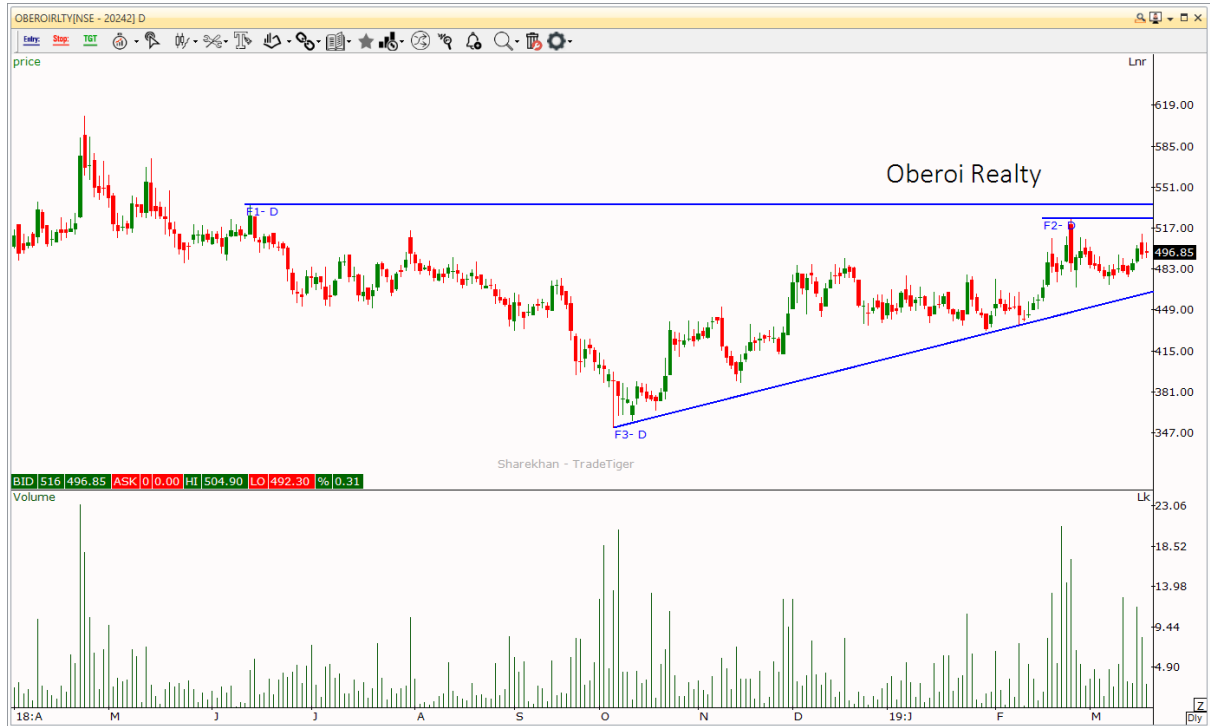 OBEROIRLTY[NSE - 20242] D
Entry: Stop: TGT
price
Lnr
619.00
585.00
Oberoi Realty
551.00
F1- D
F2- D
517.00
496.85
483.00
449.00
415.00
381.00
347.00
F3- D
Sharekhan - TradeTiger
BID 516 496.85 ASK 0 0.00 HI 504.90 LO 492.30 % 0.31
Volume
Lk
23.06
18.52
13.98
9.44
4.90
18:A M J J A S O N D 19:J F M
Z
Dly